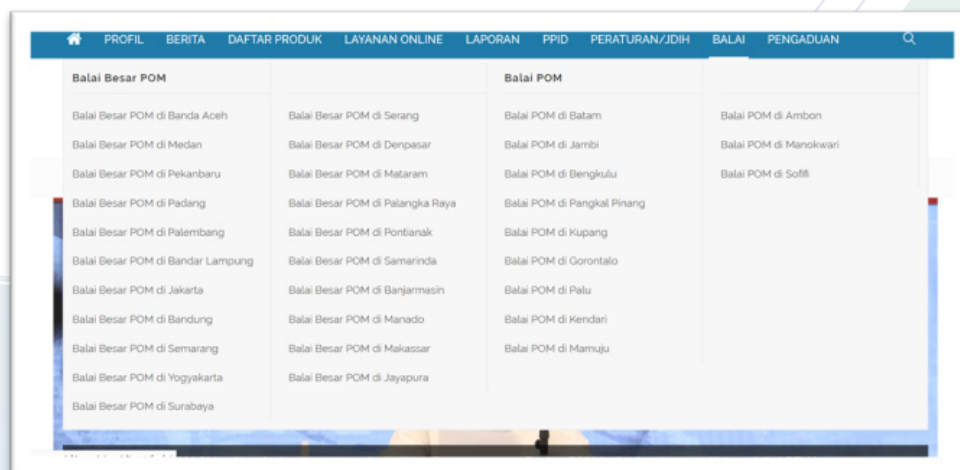 PROFIL BERITA DAFTAR PRODUK LAYANAN ONLINE LAPORAN PPID PERATURAN/JDIH BALAI PENGADUAN
Balai Besar POM
Balai Besar POM di Banda Aceh
Balai Besar POM di Medan
Balai Besar POM di Pekanbaru
Balai Besar POM di Padang
Balai Besar POM di Palembang
Balai Besar POM di Bandar Lampung
Balai Besar POM di Jakarta
Balai Besar POM di Bandung
Balai Besar POM di Semarang
Balai Besar POM di Yogyakarta
Balai Besar POM di Surabaya
Balai Besar POM di Serang
Balai Besar POM di Denpasar
Balai Besar POM di Mataram
Balai Besar POM di Palangka Raya
Balai Besar POM di Pontianak
Balai Besar POM di Samarinda
Balai Besar POM di Banjarmasin
Balai Besar POM di Manado
Balai Besar POM di Makassar
Balai Besar POM di Jayapura
Balai POM
Balai POM di Batam
Balai POM di Jambi
Balai POM di Bengkulu
Balai POM di Pangkal Pinang
Balai POM di Kupang
Balai POM di Gorontalo
Balai POM di Palu
Balai POM di Kendari
Balai POM di Mamuju
Balai POM di Ambon
Balai POM di Manokwari
Balai POM di Sofifi